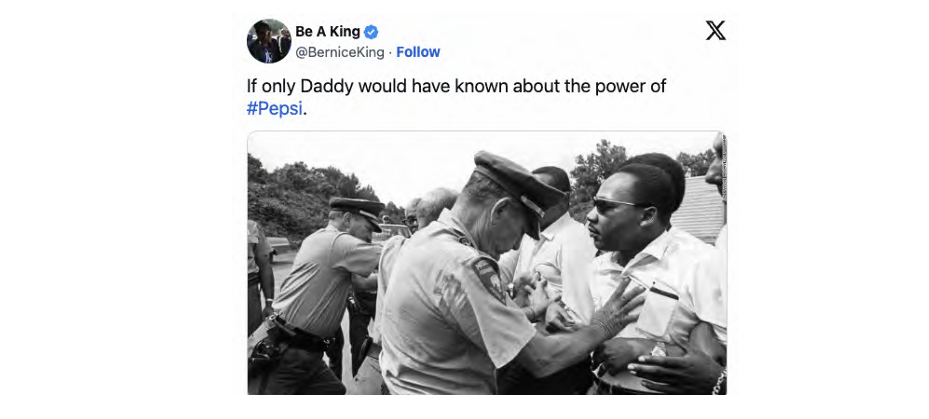 Be A King
@BerniceKing · Follow
If only Daddy would have known about the power of
#Pepsi.